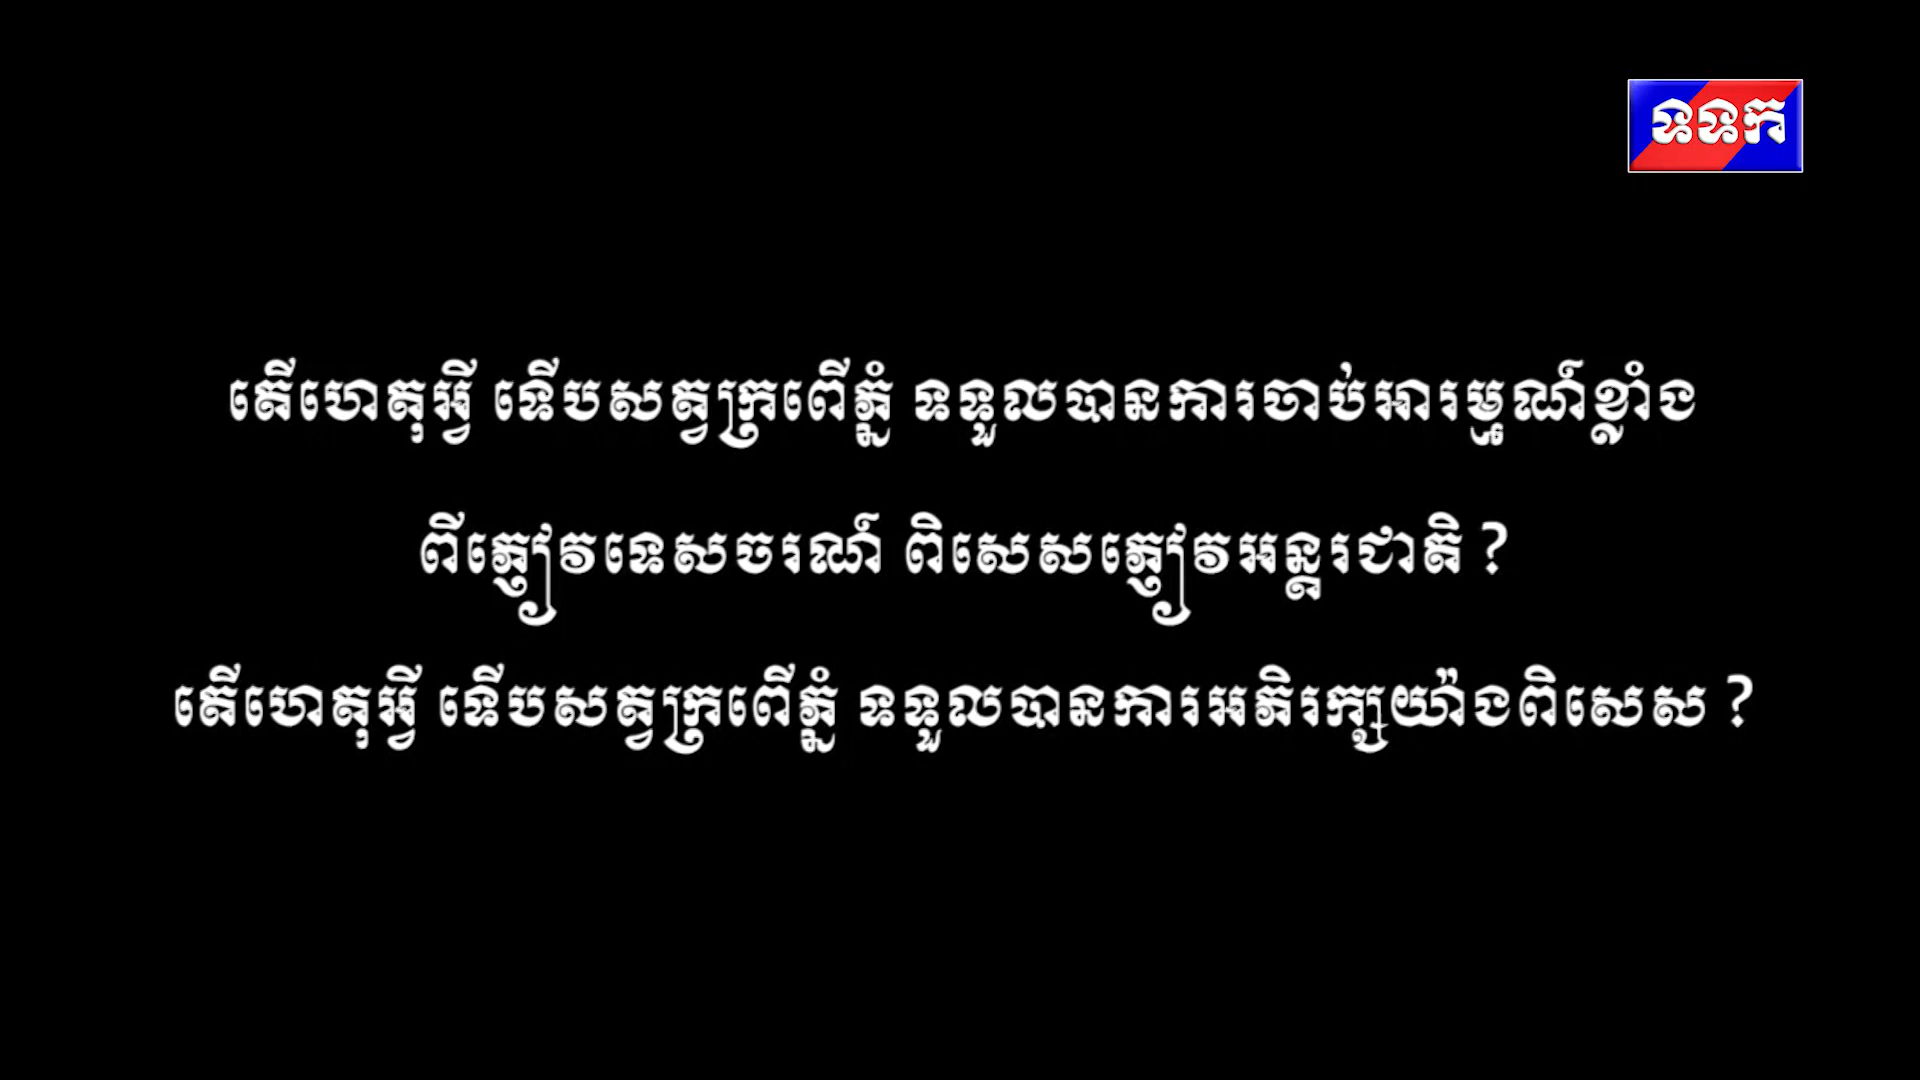 ទទក
តើហេតុអ្វី ទើបសត្វក្រពើភ្នំ ទទួលបានការចាប់អារម្មណ៍ខ្លាំង
ពីភ្ញៀវទេសចរណ៍ ពិសេសភ្ញៀវអន្តរជាតិ ?
តើហេតុអ្វី ទើបសត្វក្រពើភ្នំ ទទួលបានការអភិរក្សយ៉ាងពិសេស ?